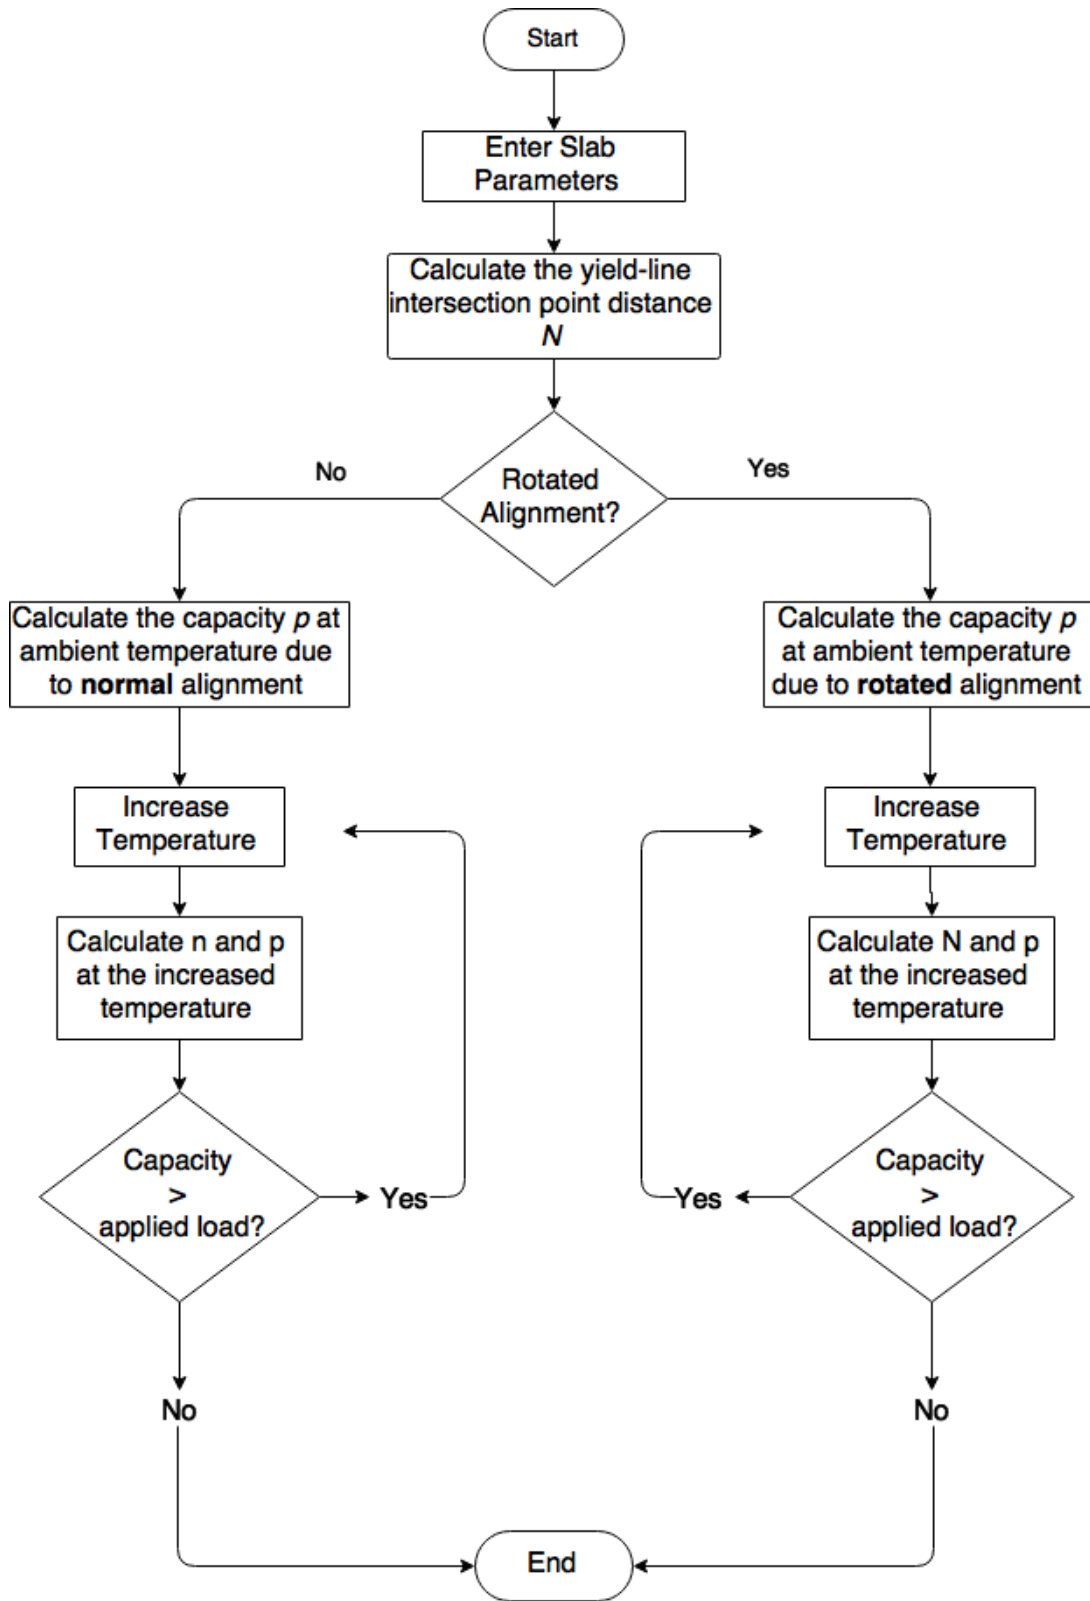 Start
Enter Slab
Parameters
Calculate the yield-line
intersection point distance
N
Rotated
Alignment?
No
Yes
Calculate the capacity p at
ambient temperature due
to normal alignment
Calculate the capacity p
at ambient temperature
due to rotated alignment
Increase
Temperature
Increase
Temperature
Calculate n and p
at the increased
temperature
Calculate N and p
at the increased
temperature
Capacity
>
applied load?
Yes
Yes
Capacity
>
applied load?
No
No
End